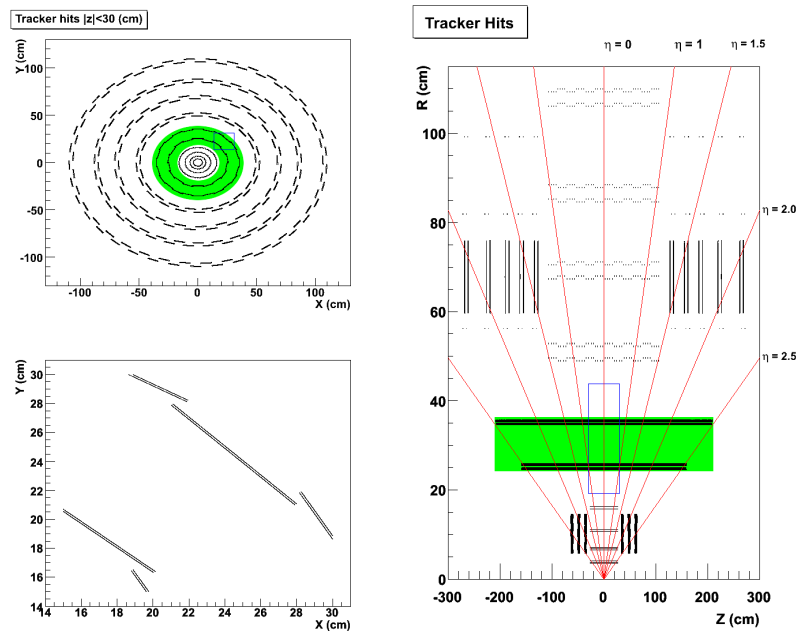 Tracker hits |z|<30 (cm)
Y (cm)
100
50
0
-50
-100
-100 -50 0 50 100
X (cm)
Y (cm)
30
28
26
24
22
20
18
16
14
14 16 18 20 22 24 26 28 30
X (cm)
Tracker Hits
η = 0 η = 1 η = 1.5
R (cm)
100
80
η = 2.0
60
η = 2.5
40
20
0
-300 -200 -100 0 100 200 300
Z (cm)